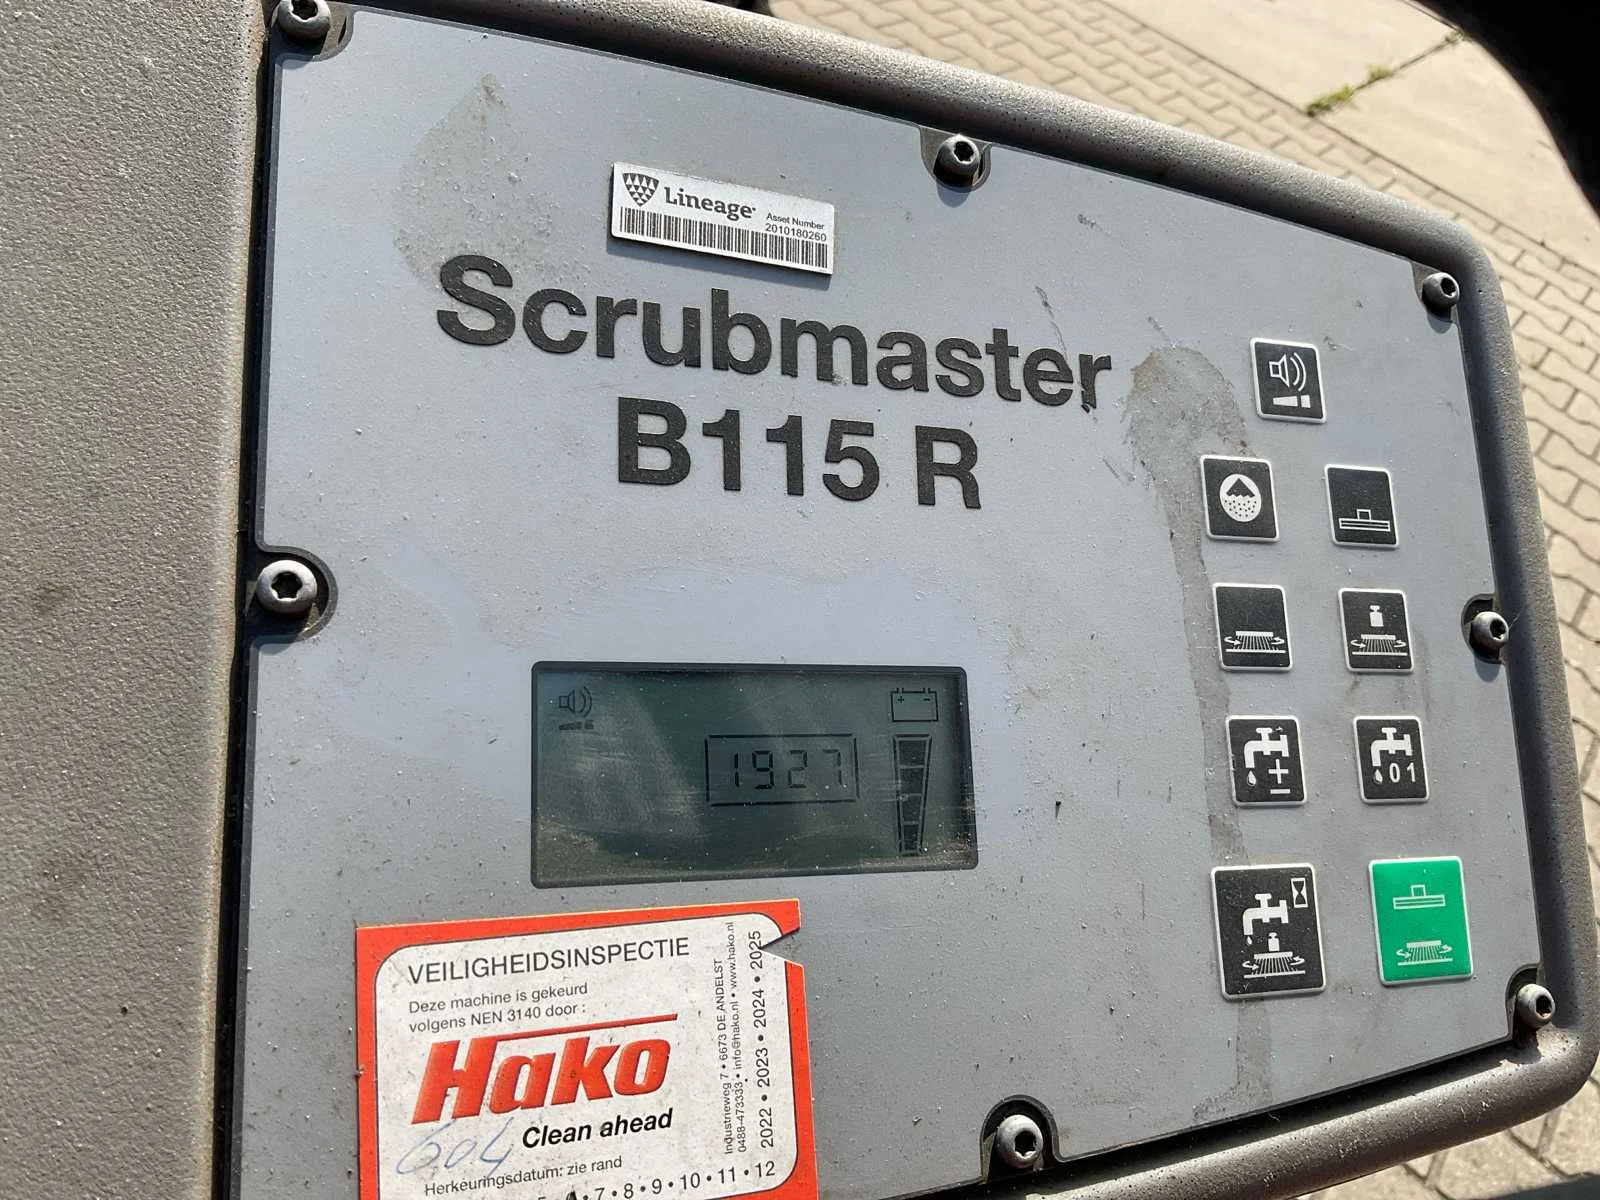 Lineage
Asset Number
2010180260
Scrubmaster
B115 R
1927
+ -
+
-
0 1
VEILIGHEIDSINSPECTIE
Deze machine is gekeurd
volgens NEN 3140 door :
Hako
Clean ahead
604
Herkeuringsdatum: zie rand
Industrieweg 7 • 6673 DE ANDELST
0488-473333 • info@hako.nl • www.hako.nl
2022 • 2023 • 2024 • 2025
• 7 • 8 • 9 • 10 • 11 • 12